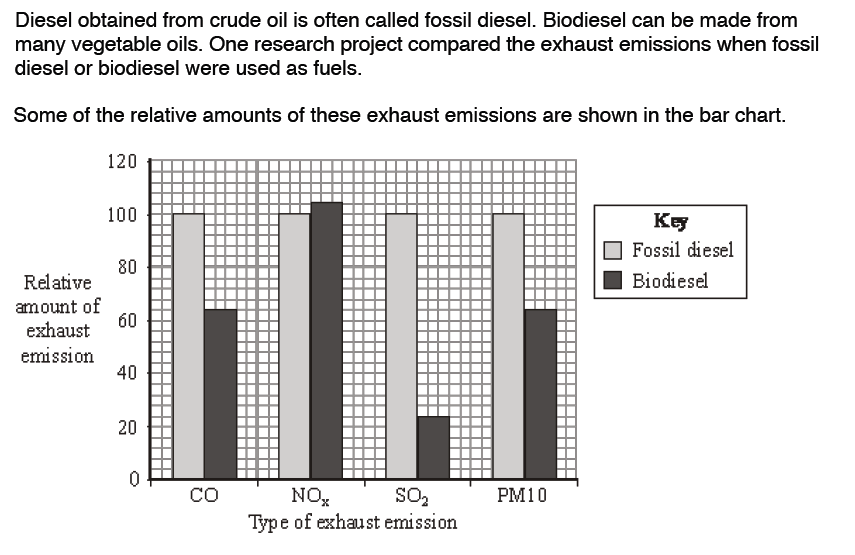 Diesel obtained from crude oil is often called fossil diesel. Biodiesel can be made from
many vegetable oils. One research project compared the exhaust emissions when fossil
diesel or biodiesel were used as fuels.
Some of the relative amounts of these exhaust emissions are shown in the bar chart.
120
100
80
60
40
20
0
Relative
amount of
exhaust
emission
CO
NOₓ
SO₂
PM10
Type of exhaust emission
Key
Fossil diesel
Biodiesel